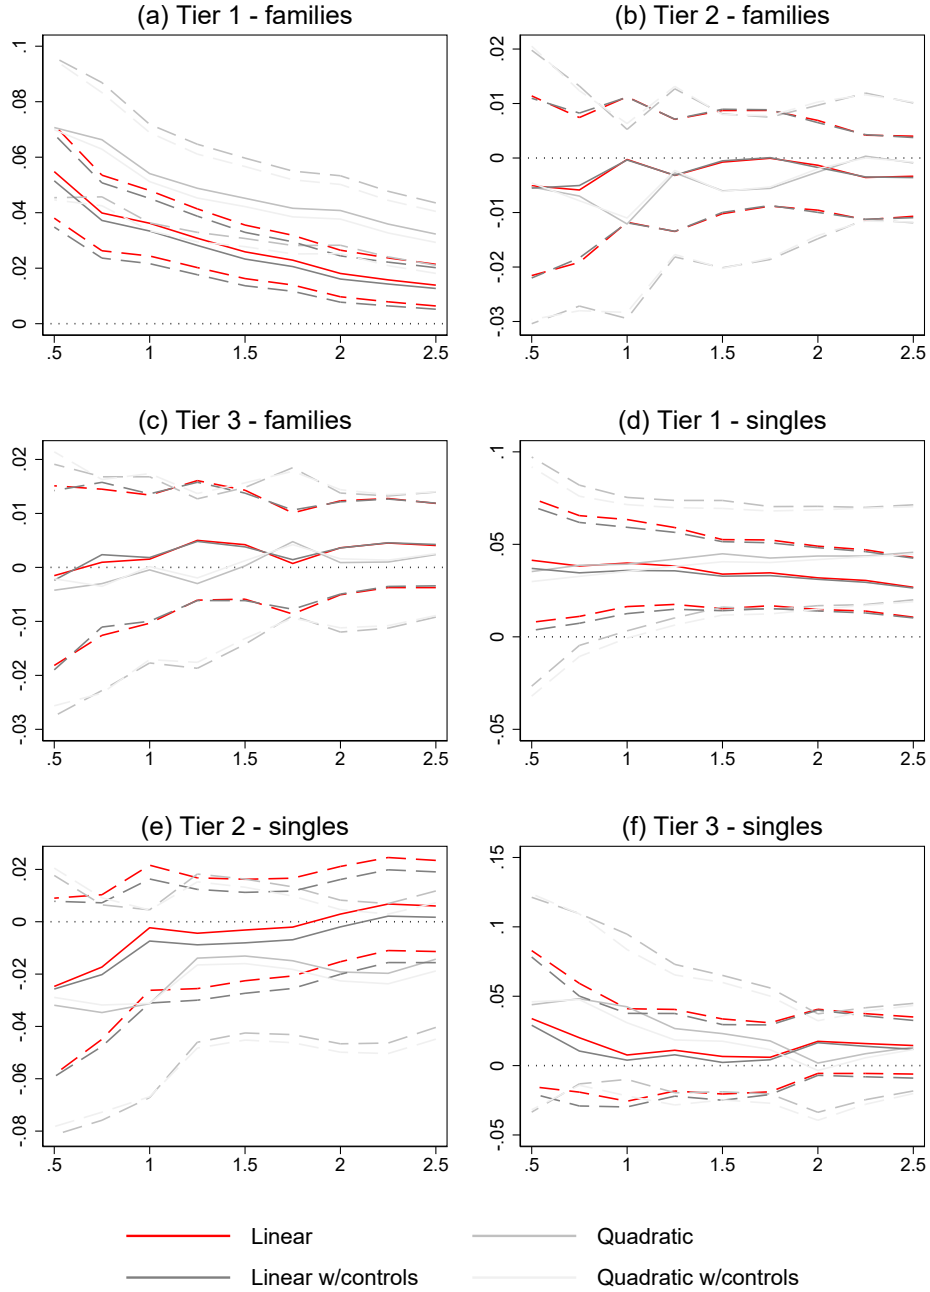 (a) Tier 1 - families
.1
.08
.06
.04
.02
0
.5 1 1.5 2 2.5
(b) Tier 2 - families
.02
.01
0
-.01
-.02
-.03
.5 1 1.5 2 2.5
(c) Tier 3 - families
.02
.01
0
-.01
-.02
-.03
.5 1 1.5 2 2.5
(d) Tier 1 - singles
.1
.05
0
-.05
.5 1 1.5 2 2.5
(e) Tier 2 - singles
.02
0
-.02
-.04
-.06
-.08
.5 1 1.5 2 2.5
(f) Tier 3 - singles
.15
.1
.05
0
-.05
.5 1 1.5 2 2.5
Linear
Quadratic
Linear w/controls
Quadratic w/controls